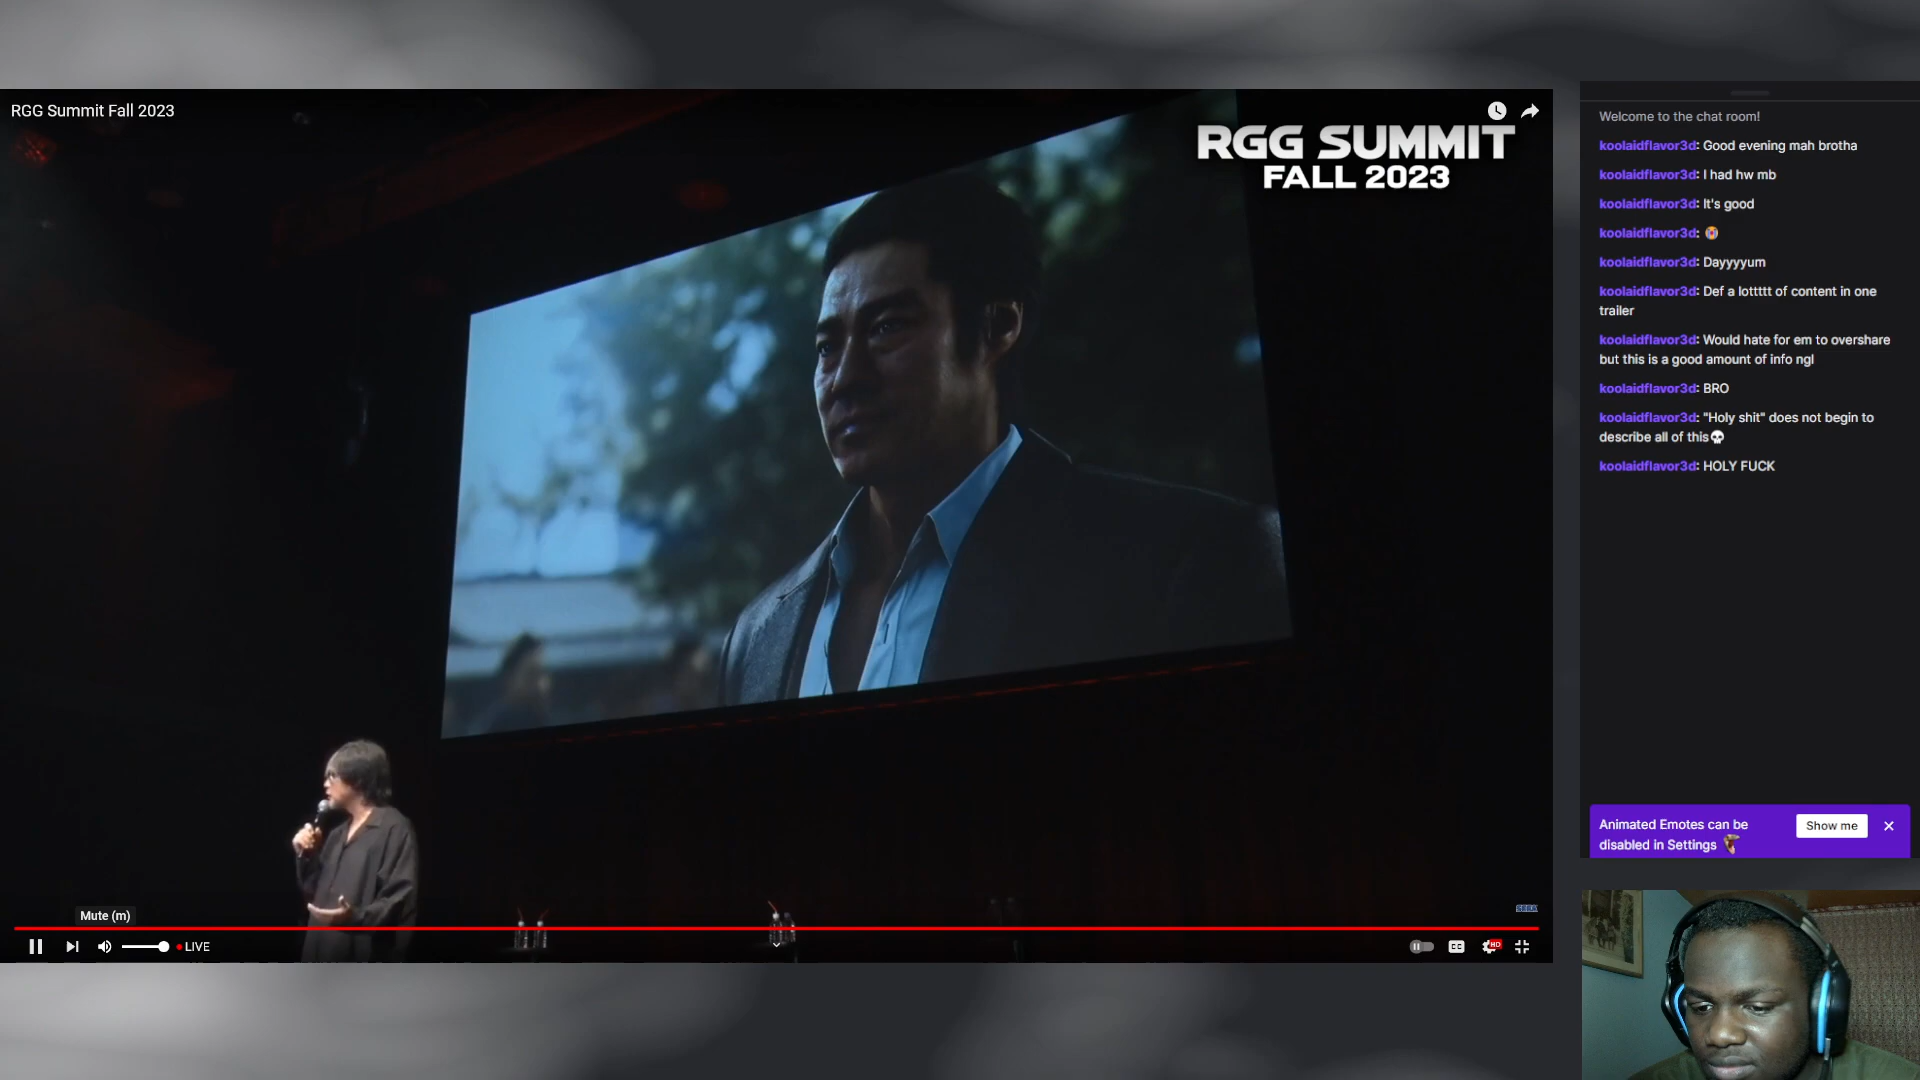 RGG Summit Fall 2023
RGG SUMMIT
FALL 2023
Mute (m)
LIVE
CC
HD
SEGA
Welcome to the chat room!
koolaidflavor3d: Good evening mah brotha
koolaidflavor3d: I had hw mb
koolaidflavor3d: It's good
koolaidflavor3d:
koolaidflavor3d: Dayyyyum
koolaidflavor3d: Def a lottttt of content in one
trailer
koolaidflavor3d: Would hate for em to overshare
but this is a good amount of info ngl
koolaidflavor3d: BRO
koolaidflavor3d: "Holy shit" does not begin to
describe all of this💀
koolaidflavor3d: HOLY FUCK
Animated Emotes can be
disabled in Settings
Show me